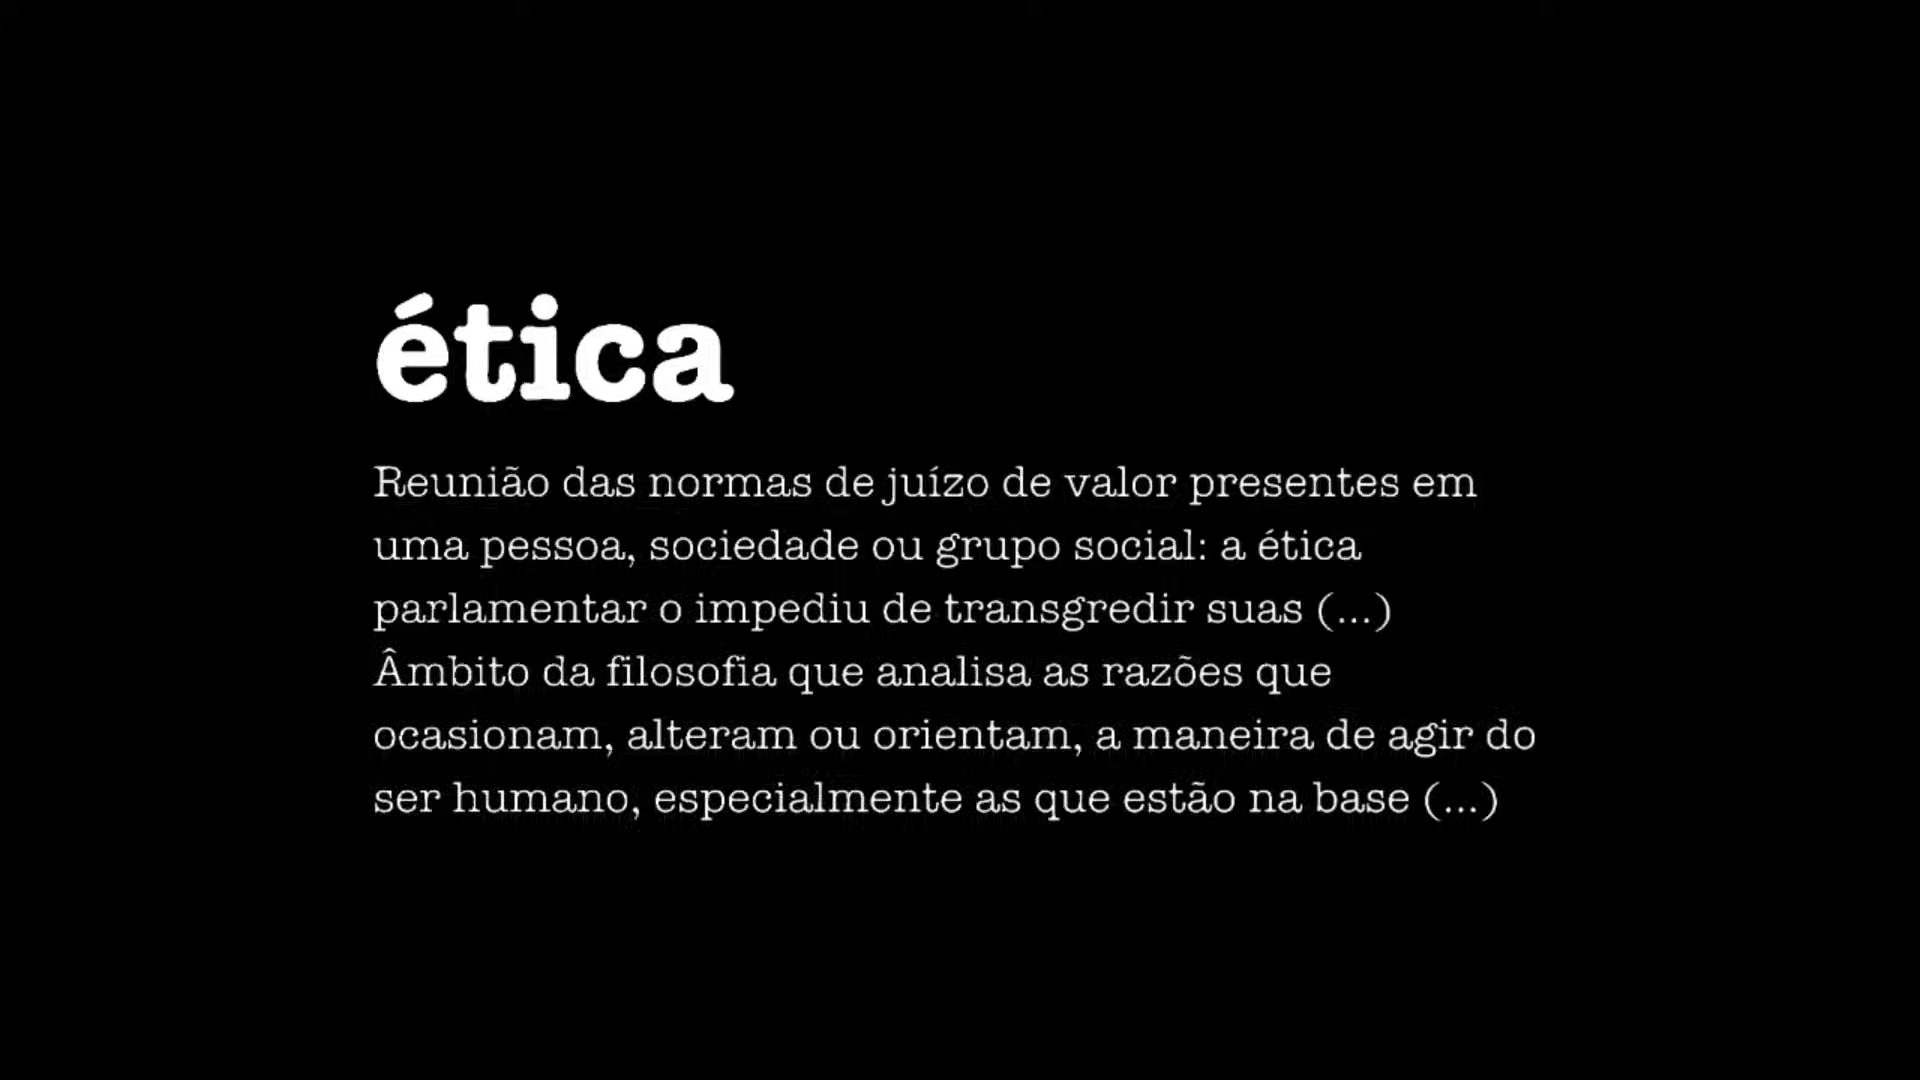 ética
Reunião das normas de juízo de valor presentes em
uma pessoa, sociedade ou grupo social: a ética
parlamentar o impediu de transgredir suas (...)
Âmbito da filosofia que analisa as razões que
ocasionam, alteram ou orientam, a maneira de agir do
ser humano, especialmente as que estão na base (...)